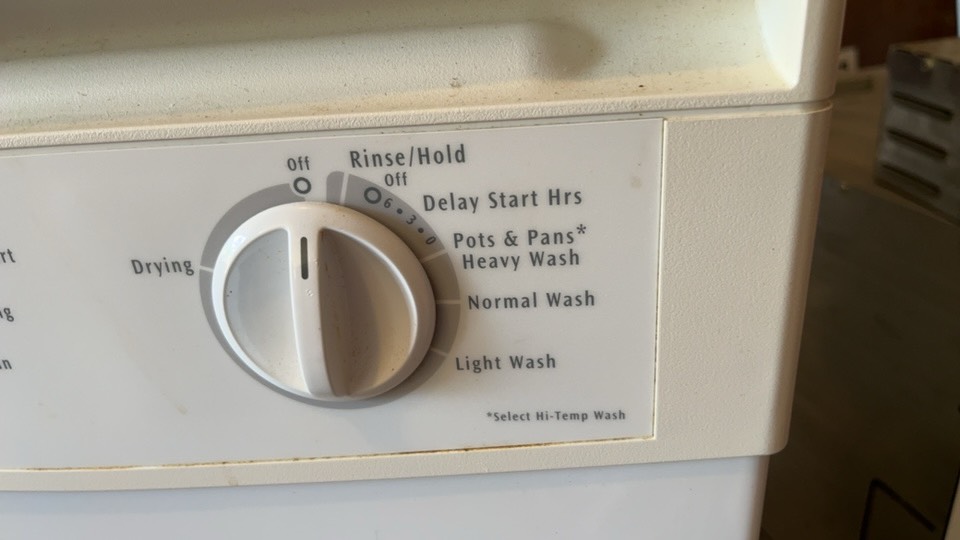 Off
Rinse/Hold
Off
6 • 3 • 0
Delay Start Hrs
Pots & Pans*
Heavy Wash
Drying
Normal Wash
Light Wash
*Select Hi-Temp Wash